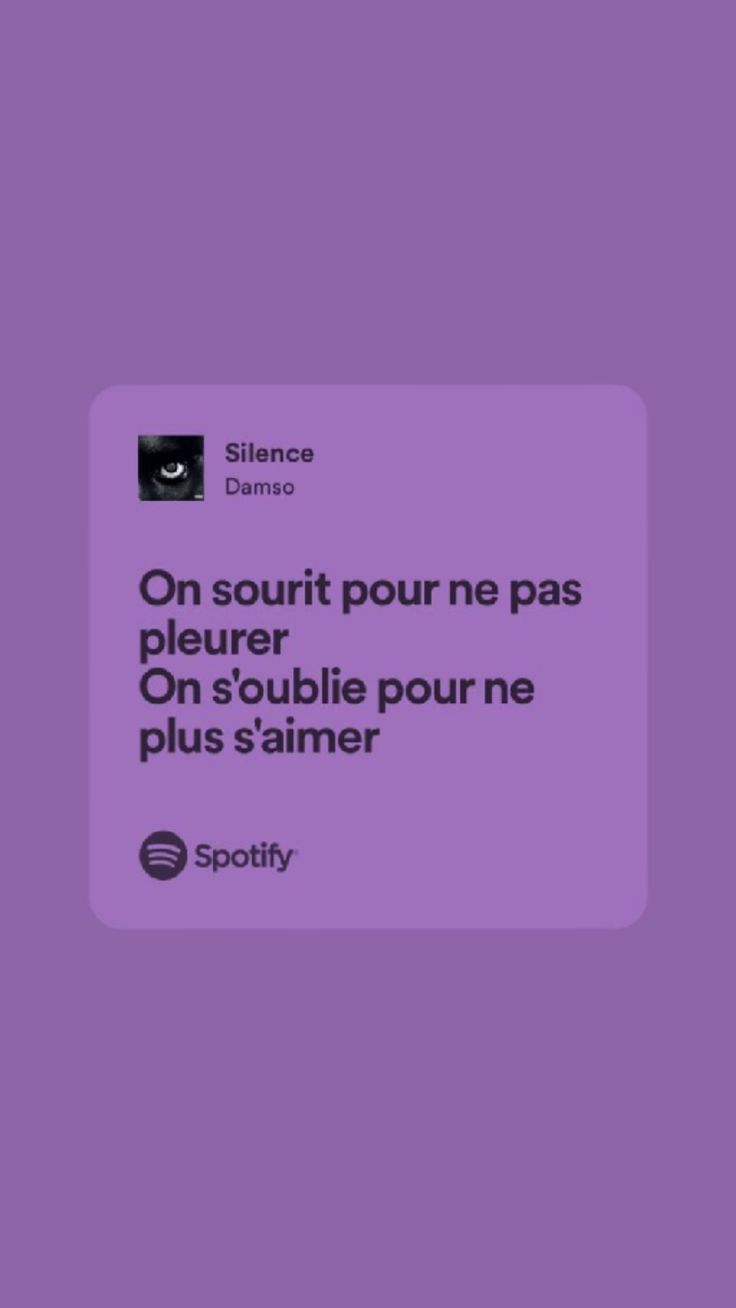 Silence
Damso
On sourit pour ne pas
pleurer
On s'oublie pour ne
plus s'aimer
Spotify